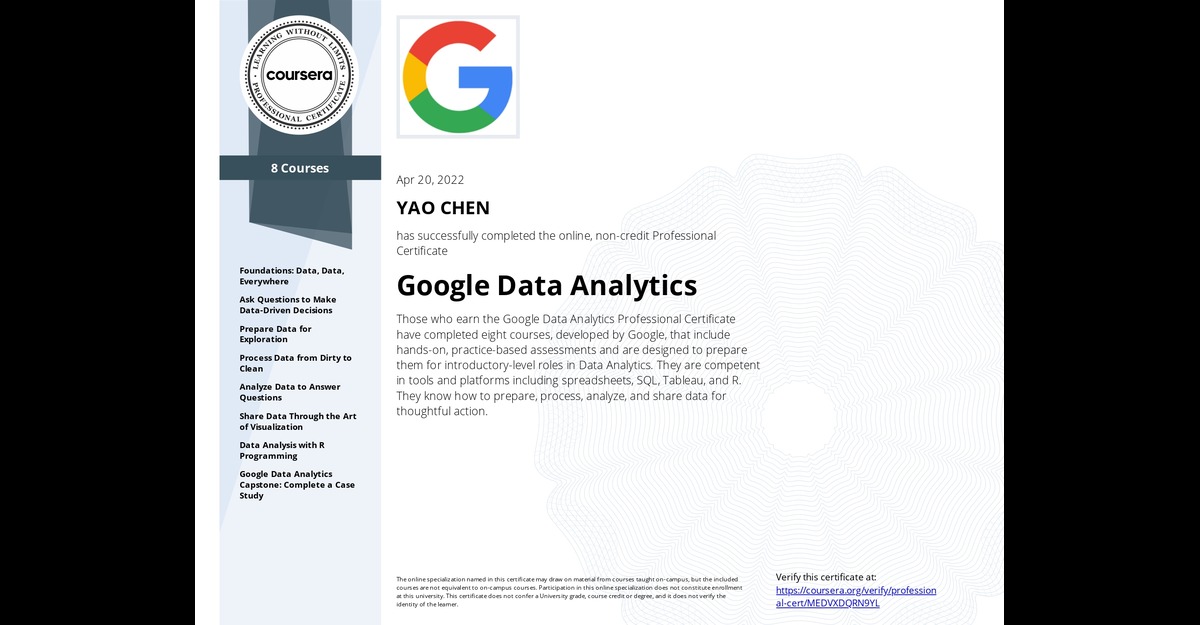 LEARNING WITHOUT LIMITS
coursera
PROFESSIONAL CERTIFICATE
8 Courses
Foundations: Data, Data,
Everywhere
Ask Questions to Make
Data-Driven Decisions
Prepare Data for
Exploration
Process Data from Dirty to
Clean
Analyze Data to Answer
Questions
Share Data Through the Art
of Visualization
Data Analysis with R
Programming
Google Data Analytics
Capstone: Complete a Case
Study
Apr 20, 2022
YAO CHEN
has successfully completed the online, non-credit Professional
Certificate
Google Data Analytics
Those who earn the Google Data Analytics Professional Certificate
have completed eight courses, developed by Google, that include
hands-on, practice-based assessments and are designed to prepare
them for introductory-level roles in Data Analytics. They are competent
in tools and platforms including spreadsheets, SQL, Tableau, and R.
They know how to prepare, process, analyze, and share data for
thoughtful action.
The online specialization named in this certificate may draw on material from courses taught on-campus, but the included
courses are not equivalent to on-campus courses. Participation in this online specialization does not constitute enrollment
at this university. This certificate does not confer a University grade, course credit or degree, and it does not verify the
identity of the learner.
Verify this certificate at:
https://coursera.org/verify/profession
al-cert/MEDVXDQRN9YL